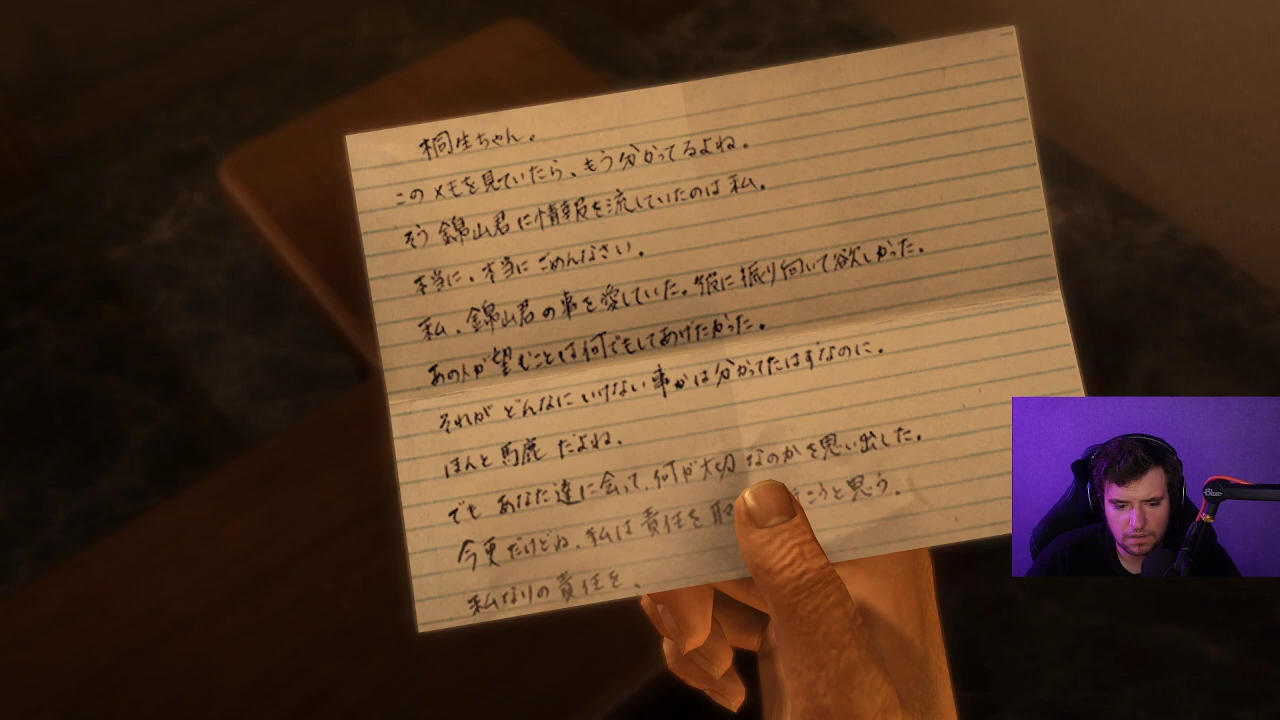 桐生ちゃん。
このメモを見ていたら、もう分かってるよね。
そう 錦山君に情報を流していたのは私。
本当に、本当にごめんなさい。
私、錦山君の事を愛していた。彼に振り向いて欲しかった。
あの人が望むことは何でもしてあげたかった。
それがどんなにいけない事かは分かってたはずなのに。
ほんと馬鹿だよね。
でもあなた達に会って、何が大切なのかを思い出した。
今更だけどね、私は責任を取 こうと思う。
私なりの責任を。
Blue